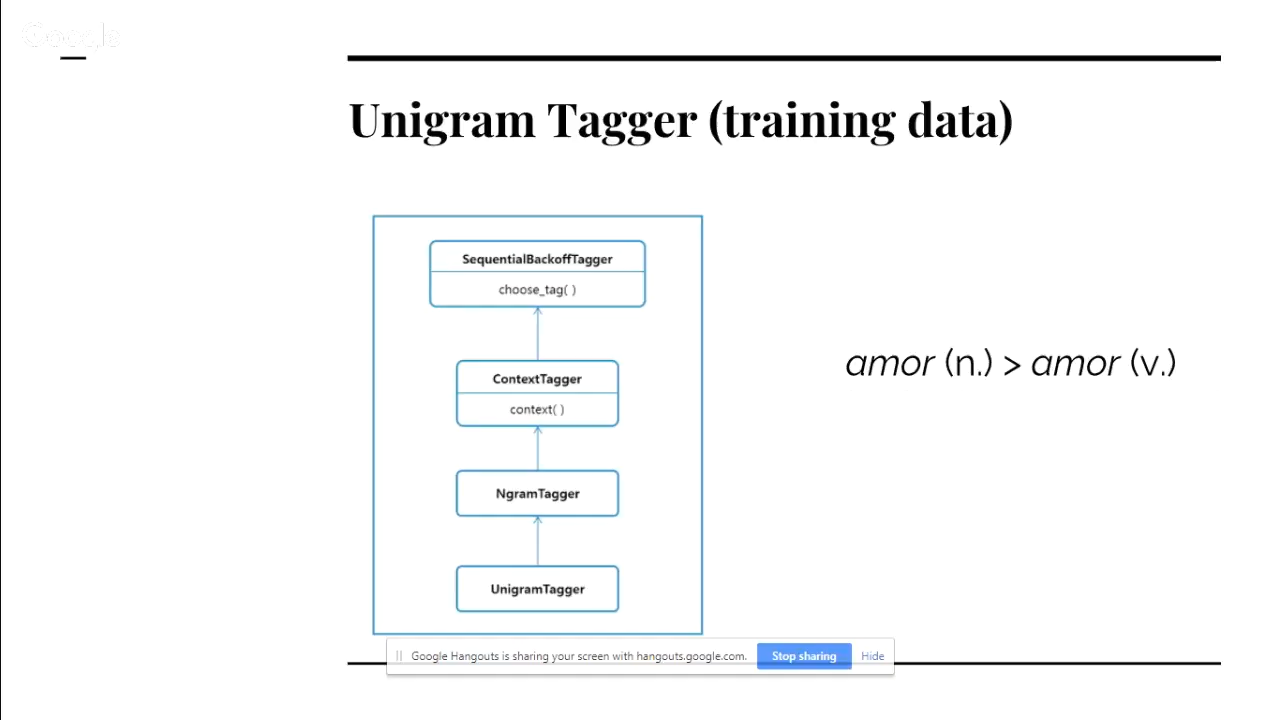 Google
Unigram Tagger (training data)
SequentialBackoffTagger
choose_tag( )
ContextTagger
context( )
NgramTagger
UnigramTagger
amor (n.) > amor (v.)
Google Hangouts is sharing your screen with hangouts.google.com.
Stop sharing
Hide